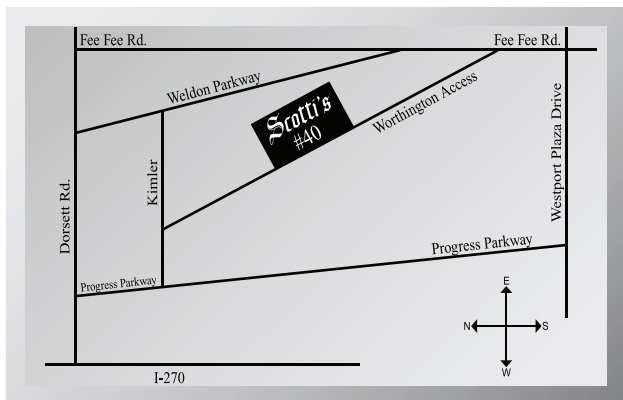 Fee Fee Rd.
Fee Fee Rd.
Weldon Parkway
Scotti's
#40
Worthington Access
Westport Plaza Drive
Kimler
Dorsett Rd.
Progress Parkway
Progress Parkway
E
N
S
W
I-270